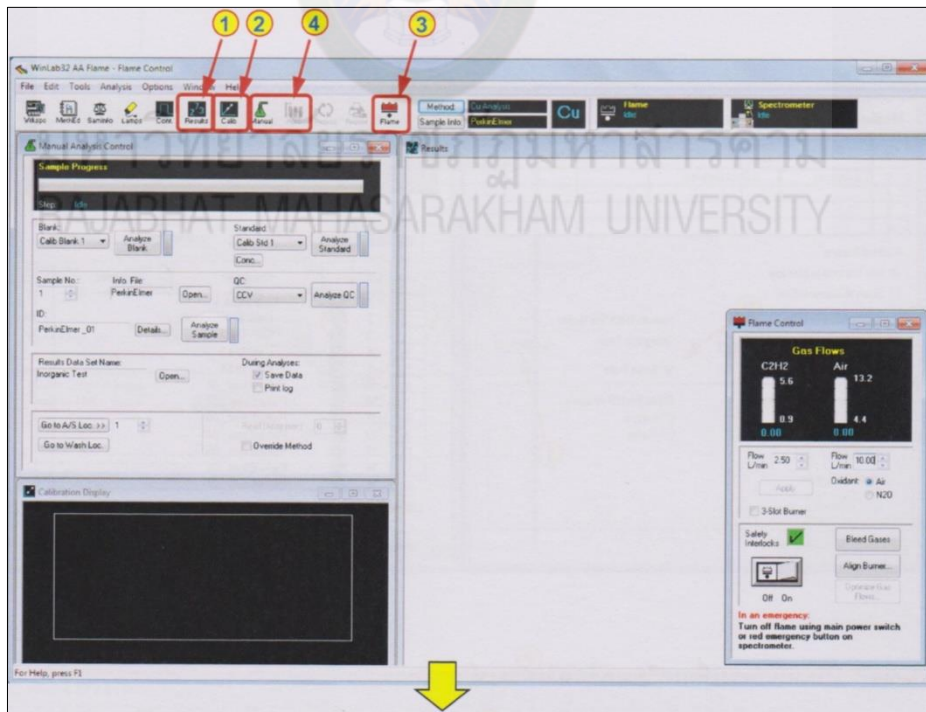 1 2 4 3
WinLab32 AA Flame - Flame Control
File Edit Tools Analysis Options Window Help
Wksps MethEd SamInfo Lamps Cont Results Calib Manual Flame
Method Cu Analysis Cu Flame Idle Spectrometer Idle
Sample Info PerkinElmer
Manual Analysis Control
Results
Sample Progress
Step: Idle
RAJABHAT MAHASARAKHAM UNIVERSITY
Blank:
Calib Blank 1
Analyze Blank
Standard:
Calib Std 1
Analyze Standard
Conc...
Sample No.:
1
Info. File:
PerkinElmer
Open...
QC:
CCV
Analyze QC
ID:
PerkinElmer_01
Details...
Analyze Sample
Results Data Set Name:
Inorganic Test
Open...
During Analyses:
Save Data
Print log
Go to A/S Loc. >> 1
Go to Wash Loc.
Override Method
Calibration Display
Flame Control
Gas Flows
C2H2 Air
5.6 13.2
0.9 4.4
0.00 0.00
Flow L/min 2.50
Flow L/min 10.00
Apply
Oxidant: Air
N2O
3-Slot Burner
Safety Interlocks
Bleed Gases
Align Burner...
Off On
In an emergency:
Turn off flame using main power switch
or red emergency button on
spectrometer.
For Help, press F1